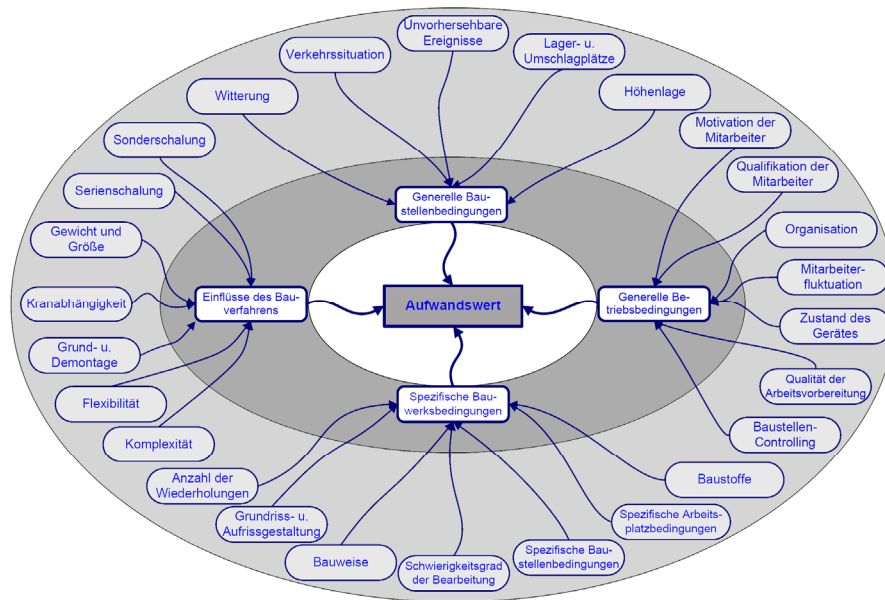 Unvorhersehbare
Ereignisse
Verkehrssituation
Lager- u.
Umschlagplätze
Witterung
Höhenlage
Sonderschalung
Motivation der
Mitarbeiter
Serienschalung
Qualifikation der
Mitarbeiter
Generelle Bau-
stellenbedingungen
Gewicht und
Größe
Organisation
Kranabhängigkeit
Einflüsse des Bau-
verfahrens
Aufwandswert
Generelle Be-
triebsbedingungen
Mitarbeiter-
fluktuation
Zustand des
Gerätes
Grund- u.
Demontage
Flexibilität
Qualität der
Arbeitsvorbereitung
Spezifische Bau-
werksbedingungen
Komplexität
Baustellen-
Controlling
Anzahl der
Wiederholungen
Baustoffe
Grundriss- u.
Aufrissgestaltung
Spezifische Arbeits-
platzbedingungen
Bauweise
Schwierigkeitsgrad
der Bearbeitung
Spezifische Bau-
stellenbedingungen